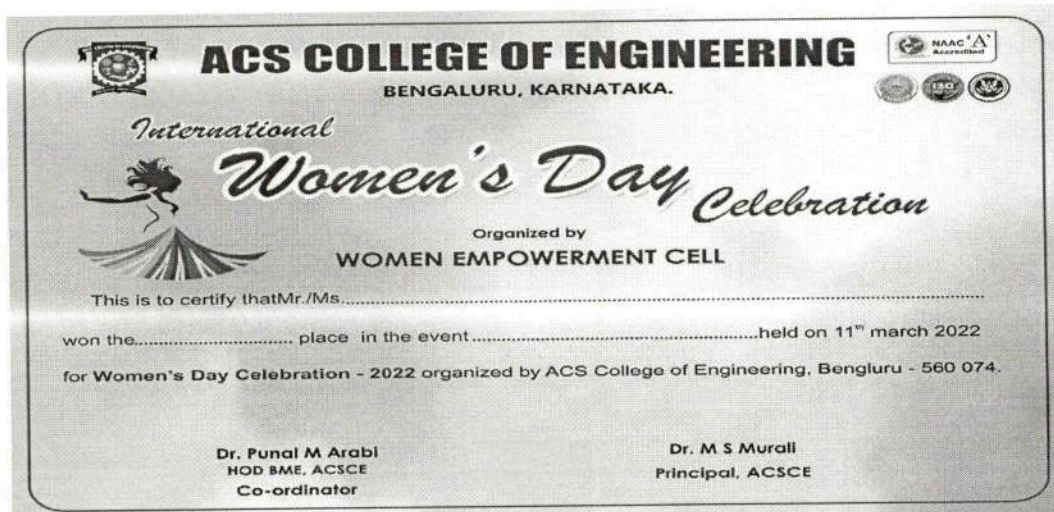 ACS COLLEGE OF ENGINEERING
NAAC 'A'
Accredited
BENGALURU, KARNATAKA.
ISO
International
Women's Day
Celebration
Organized by
WOMEN EMPOWERMENT CELL
This is to certify thatMr./Ms.................................................................................................................
won the............................ place in the event...................................................held on 11th march 2022
for Women's Day Celebration - 2022 organized by ACS College of Engineering, Bengluru - 560 074.
Dr. Punal M Arabi
HOD BME, ACSCE
Co-ordinator
Dr. M S Murali
Principal, ACSCE